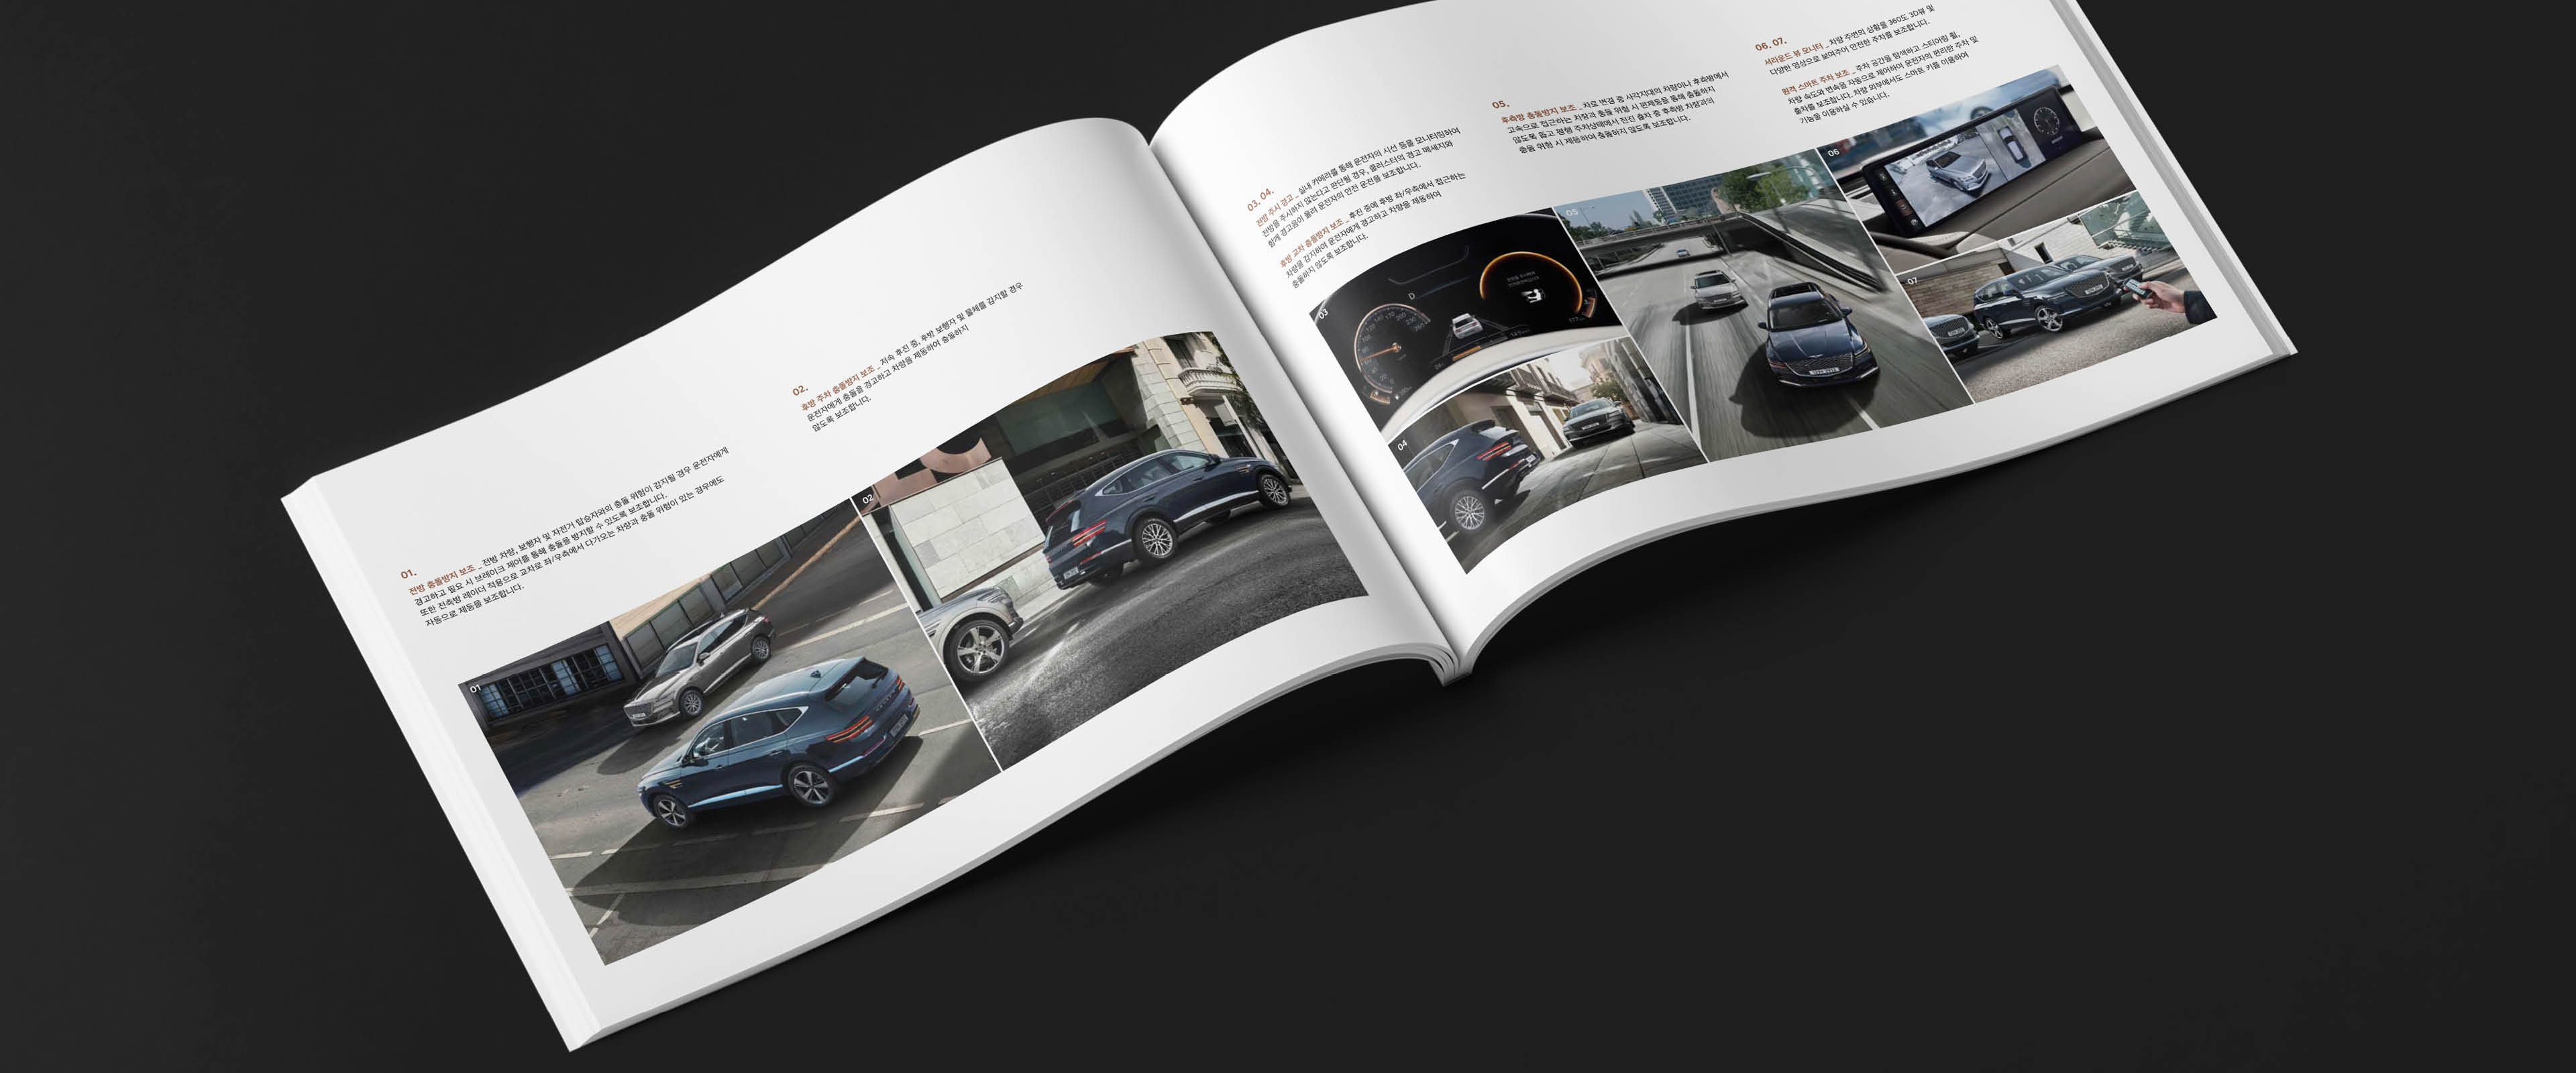 01.
전방 충돌방지 보조 _ 전방 차량, 보행자 및 자전거 탑승자와의 충돌 위험이 감지될 경우 운전자에게
경고하고 필요 시 브레이크 제어를 통해 충돌을 방지할 수 있도록 보조합니다.
또한 전측방 레이더 적용으로 교차로 좌/우측에서 다가오는 차량과 충돌 위험이 있는 경우에도
자동으로 제동을 보조합니다.
02.
후방 주차 충돌방지 보조 _ 저속 후진 중, 후방 보행자 및 물체를 감지할 경우
운전자에게 충돌을 경고하고 차량을 제동하여 충돌하지
않도록 보조합니다.
01
02
03. 04.
전방 주시 경고 _ 실내 카메라를 통해 운전자의 시선 등을 모니터링하여
전방을 주시하지 않는다고 판단될 경우, 클러스터의 경고 메세지와
함께 경고음이 울려 운전자의 안전 운전을 보조합니다.
후방 교차 충돌방지 보조 _ 후진 중에 후방 좌/우측에서 접근하는
차량을 감지하여 운전자에게 경고하고 차량을 제동하여
충돌하지 않도록 보조합니다.
05.
후측방 충돌방지 보조 _ 차로 변경 중 사각지대의 차량이나 후측방에서
고속으로 접근하는 차량과 충돌 위험 시 편제동을 통해 충돌하지
않도록 돕고 평행 주차상태에서 전진 출차 중 후측방 차량과의
충돌 위험 시 제동하여 충돌하지 않도록 보조합니다.
06. 07.
서라운드 뷰 모니터 _ 차량 주변의 상황을 360도 3D뷰 및
다양한 영상으로 보여주어 안전한 주차를 보조합니다.
원격 스마트 주차 보조 _ 주차 공간을 탐색하고 스티어링 휠,
차량 속도와 변속을 자동으로 제어하여 운전자의 편리한 주차 및
출차를 보조합니다. 차량 외부에서도 스마트 키를 이용하여
기능을 이용하실 수 있습니다.
03
D
04
05
06
07